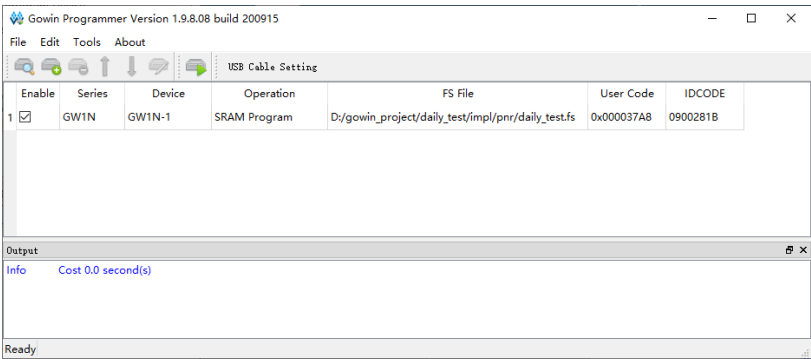 Gowin Programmer Version 1.9.8.08 build 200915
File Edit Tools About
USB Cable Setting
Enable Series Device Operation FS File User Code IDCODE
1 GW1N GW1N-1 SRAM Program D:/gowin_project/daily_test/impl/pnr/daily_test.fs 0x000037A8 0900281B
Output
Info Cost 0.0 second(s)
Ready